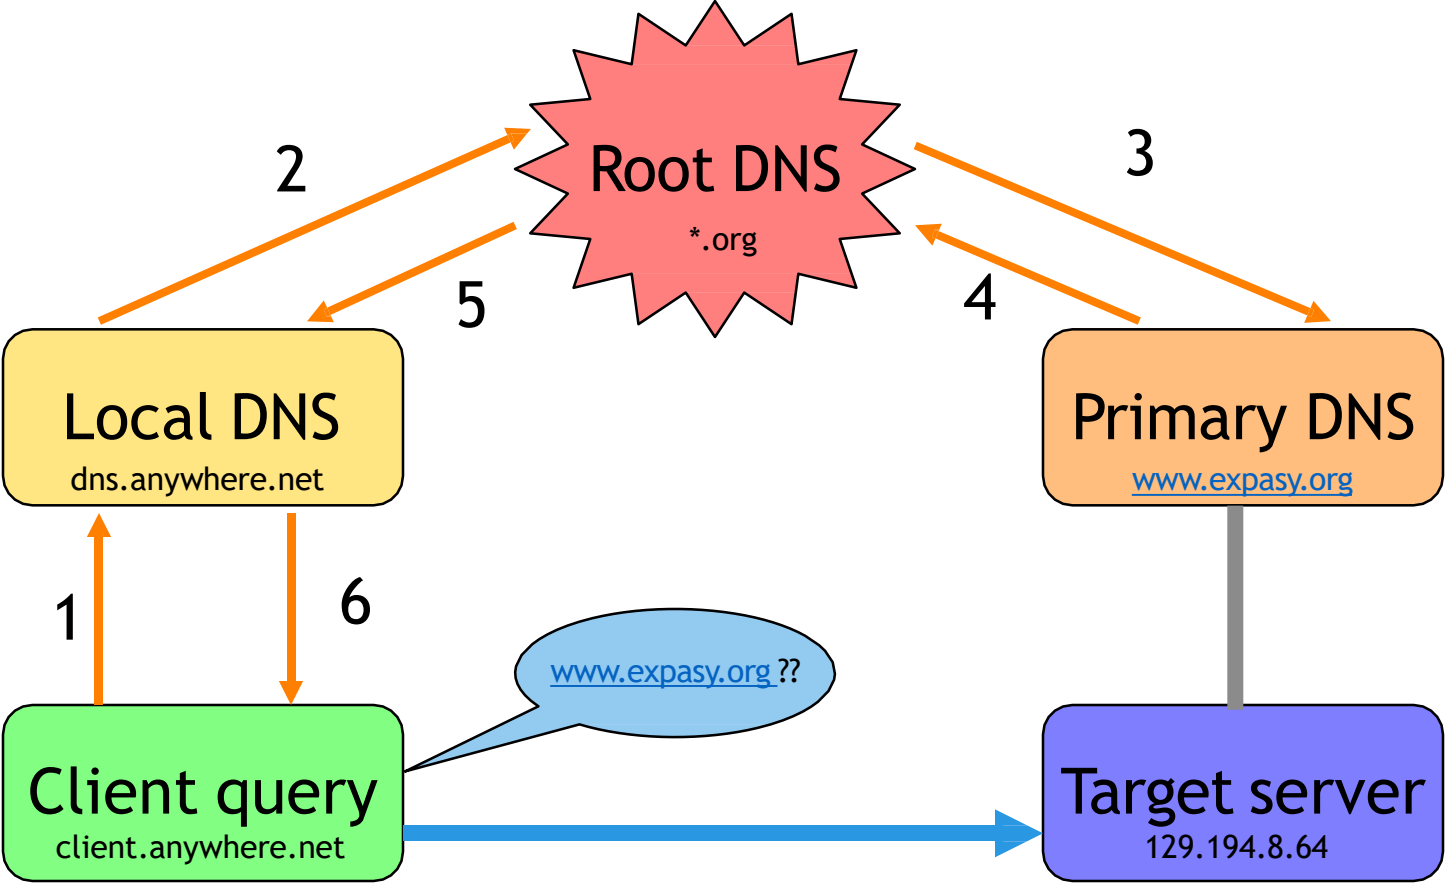 2
Root DNS
*.org
3
5
4
Local DNS
dns.anywhere.net
Primary DNS
www.expasy.org
1
6
www.expasy.org ??
Client query
client.anywhere.net
Target server
129.194.8.64